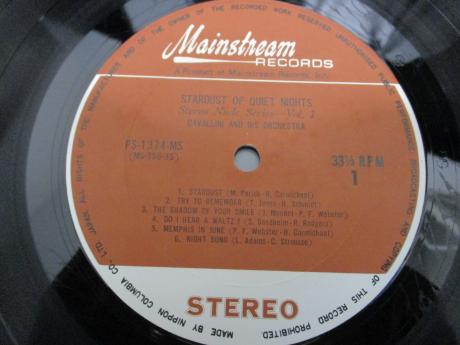 Mainstream
RECORDS
A Product of Mainstream Records, Inc.
STARDUST OF QUIET NIGHTS
Stereo Nude Series—Vol. 1
CAVALLINI AND HIS ORCHESTRA
PS-1374-MS
33⅓ RPM
1
1. STARDUST (M. Parish-H. Carmichael)
2. TRY TO REMEMBER (T. Jones-H. Schmidt)
3. THE SHADOW OF YOUR SMILE (J. Mandel-P. F. Webster)
4. DO I HEAR A WALTZ? (S. Sondheim-R. Rodgers)
5. MEMPHIS IN JUNE (P. F. Webster-H. Carmichael)
6. NIGHT SONG (L. Adams-C. Strouse)
STEREO
MADE BY NIPPON COLUMBIA CO., LTD. JAPAN. ALL RIGHTS OF THE MANUFACTURER AND OF THE OWNER OF THE RECORDED WORK RESERVED UNAUTHORISED PUBLIC PERFORMANCE BROADCASTING AND COPYING OF THIS RECORD PROHIBITED